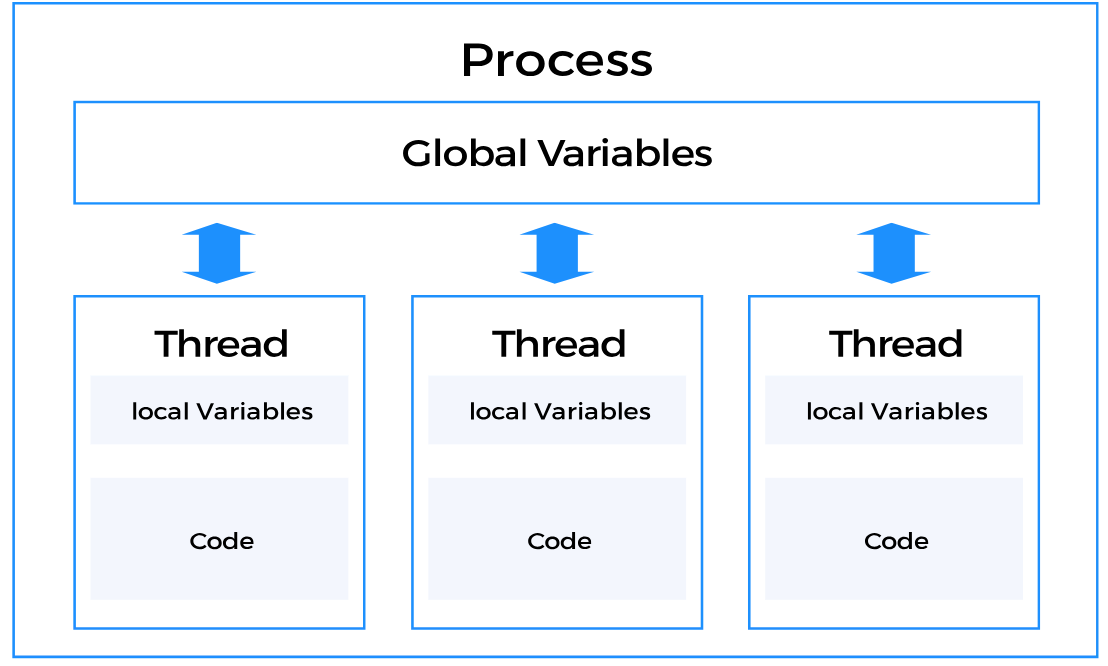 Process
Global Variables
Thread
local Variables
Code
Thread
local Variables
Code
Thread
local Variables
Code